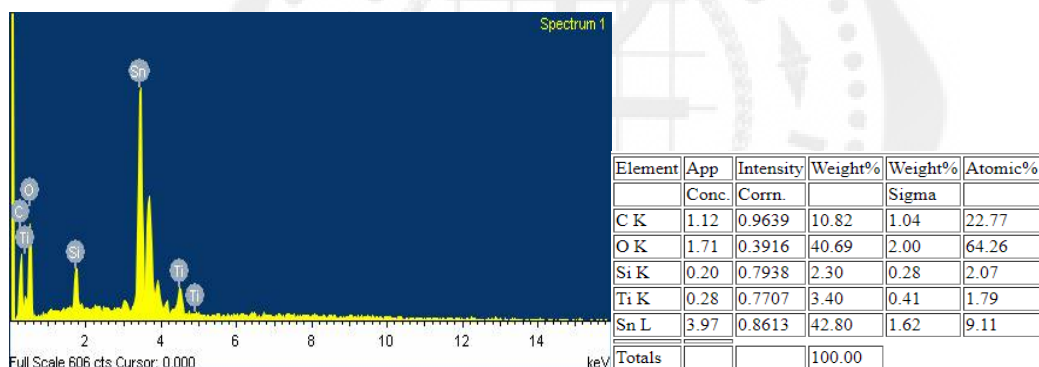 Spectrum 1
Sn
O
C
Ti
Si
Ti
Ti
2 4 6 8 10 12 14
Full Scale 606 cts Cursor: 0.000 keV
Element App Intensity Weight% Weight% Atomic%
Conc. Corrn. Sigma
C K 1.12 0.9639 10.82 1.04 22.77
O K 1.71 0.3916 40.69 2.00 64.26
Si K 0.20 0.7938 2.30 0.28 2.07
Ti K 0.28 0.7707 3.40 0.41 1.79
Sn L 3.97 0.8613 42.80 1.62 9.11
Totals 100.00